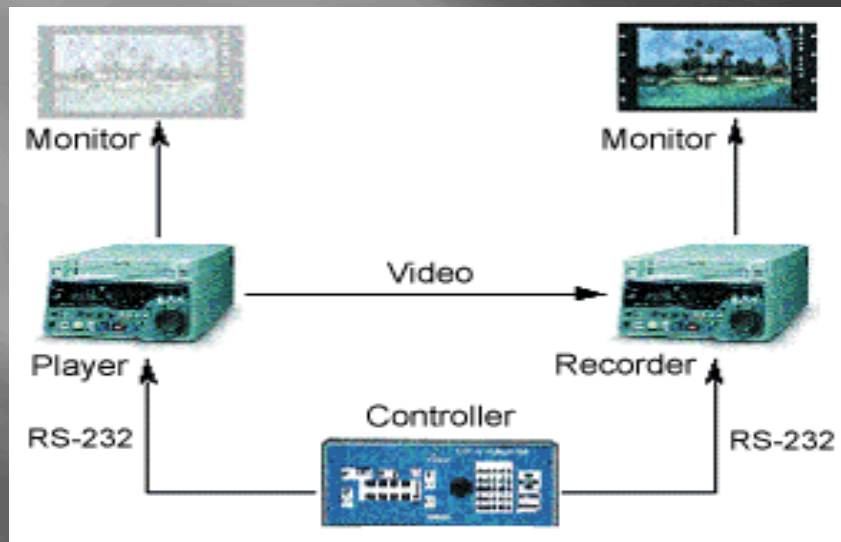 Monitor
Monitor
Video
Player
Recorder
Controller
RS-232
RS-232